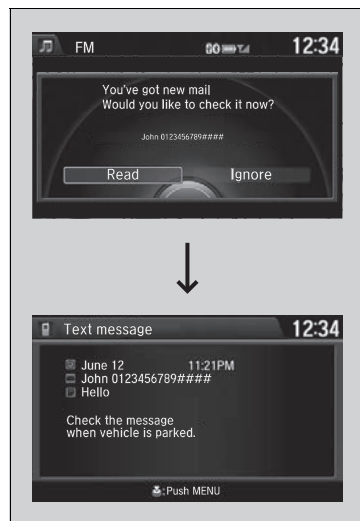 FM 12:34
You've got new mail
Would you like to check it now?
John 0123456789####
Read Ignore
Text message 12:34
June 12 11:21PM
John 0123456789####
Hello
Check the message
when vehicle is parked.
:Push MENU